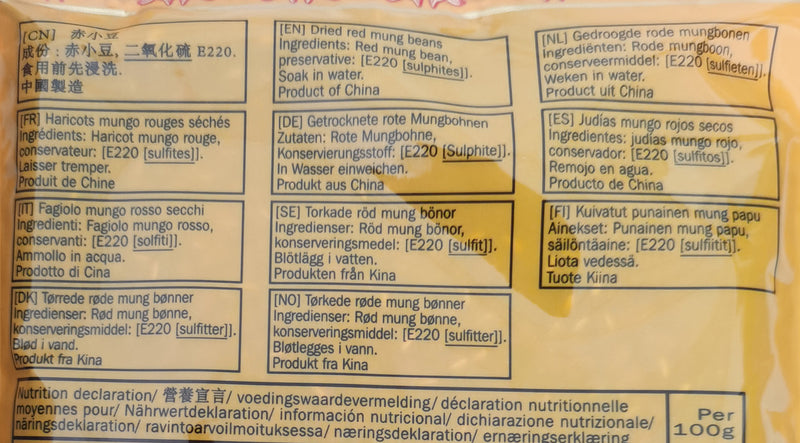 [CN] 赤小豆
成份：赤小豆, 二氧化硫 E220.
食用前先浸洗.
中國製造
[EN] Dried red mung beans
Ingredients: Red mung bean,
preservative: [E220 [sulphites]].
Soak in water.
Product of China
[NL] Gedroogde rode mungbonen
Ingrediënten: Rode mungboon,
conserveermiddel: [E220 [sulfieten]].
Weken in water.
Product uit China
[FR] Haricots mungo rouges séchés
Ingrédients: Haricot mungo rouge,
conservateur: [E220 [sulfites]].
Laisser tremper.
Produit de Chine
[DE] Getrocknete rote Mungbohnen
Zutaten: Rote Mungbohne,
Konservierungsstoff: [E220 [Sulphite]].
In Wasser einweichen.
Produkt aus China
[ES] Judías mungo rojos secos
Ingredientes: judías mungo rojo,
conservador: [E220 [sulfitos]].
Remojo en agua.
Producto de China
[IT] Fagiolo mungo rosso secchi
Ingredienti: Fagiolo mungo rosso,
conservanti: [E220 [solfiti]].
Ammollo in acqua.
Prodotto di Cina
[SE] Torkade röd mung bönor
Ingredienser: Röd mung bönor,
konserveringsmedel: [E220 [sulfit]].
Blötlägg i vatten.
Produkten från Kina
[FI] Kuivatut punainen mung papu
Ainekset: Punainen mung papu,
säilöntäaine: [E220 [sulfiitit]].
Liota vedessä.
Tuote Kiina
[DK] Tørrede røde mung bønner
Ingredienser: Rød mung bønne,
konserveringsmiddel: [E220 [sulfitter]].
Blød i vand.
Produkt fra Kina
[NO] Tørkede røde mung bønner
Ingredienser: Rød mung bønne,
konserveringsmiddel: [E220 [sulfitter]].
Bløtlegges i vann.
Produkt fra Kina
Nutrition declaration/ 營養宣言/ voedingswaardevermelding/ déclaration nutritionnelle
moyennes pour/ Nährwertdeklaration/ información nutricional/ dichiarazione nutrizionale/
näringsdeklaration/ ravintoarvoilmoituksessa/ næringsdeklaration/ ernæringserklæring
Per
100g